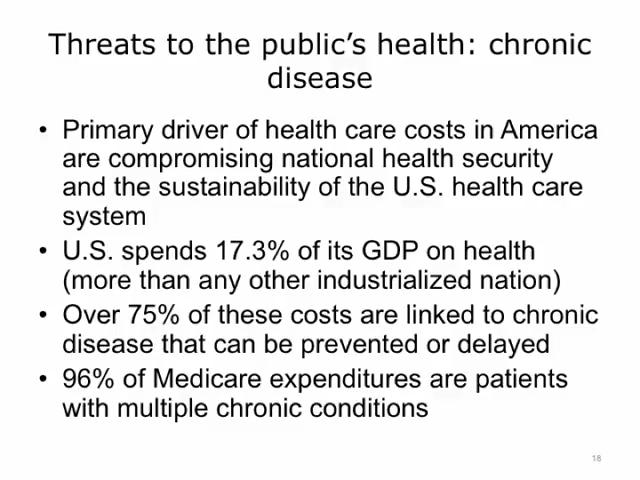 Threats to the public's health: chronic
disease
• Primary driver of health care costs in America
are compromising national health security
and the sustainability of the U.S. health care
system
• U.S. spends 17.3% of its GDP on health
(more than any other industrialized nation)
• Over 75% of these costs are linked to chronic
disease that can be prevented or delayed
• 96% of Medicare expenditures are patients
with multiple chronic conditions
18